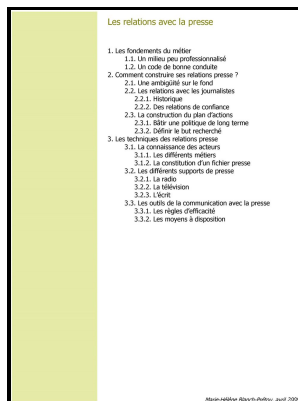 Les relations avec la presse
1. Les fondements du métier
1.1. Un milieu peu professionnalisé
1.2. Un code de bonne conduite
2. Comment construire ses relations presse ?
2.1. Une ambigüité sur le fond
2.2. Les relations avec les journalistes
2.2.1. Historique
2.2.2. Des relations de confiance
2.3. La construction du plan d'actions
2.3.1. Bâtir une politique de long terme
2.3.2. Définir le but recherché
3. Les techniques des relations presse
3.1. La connaissance des acteurs
3.1.1. Les différents métiers
3.1.2. La constitution d'un fichier presse
3.2. Les différents supports de presse
3.2.1. La radio
3.2.2. La télévision
3.2.3. L'écrit
3.3. Les outils de la communication avec la presse
3.3.1. Les règles d'efficacité
3.3.2. Les moyens à disposition
Marie-Hélène Blanch- avril